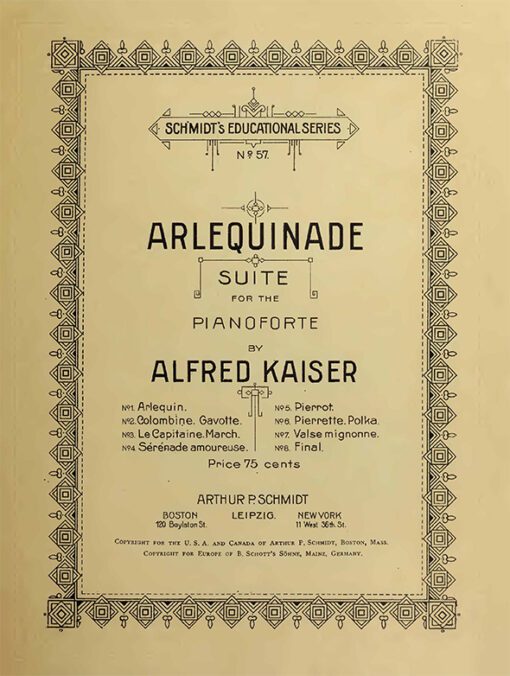 SCHMIDT'S EDUCATIONAL SERIES
No 57.
ARLEQUINADE
SUITE
FOR THE
PIANOFORTE
BY
ALFRED KAISER
No1. Arlequin.
No2. Colombine. Gavotte.
No3. Le Capitaine. March.
No4. Sérénade amoureuse.
No5. Pierrot.
No6. Pierrette. Polka.
No7. Valse mignonne.
No8. Final.
Price 75 cents
ARTHUR P. SCHMIDT
BOSTON LEIPZIG. NEW YORK
120 Boylston St. 11 West 36th St.
COPYRIGHT FOR THE U. S. A. AND CANADA OF ARTHUR P. SCHMIDT, BOSTON, MASS.
COPYRIGHT FOR EUROPE OF B. SCHOTT'S SÖHNE, MAINZ, GERMANY.